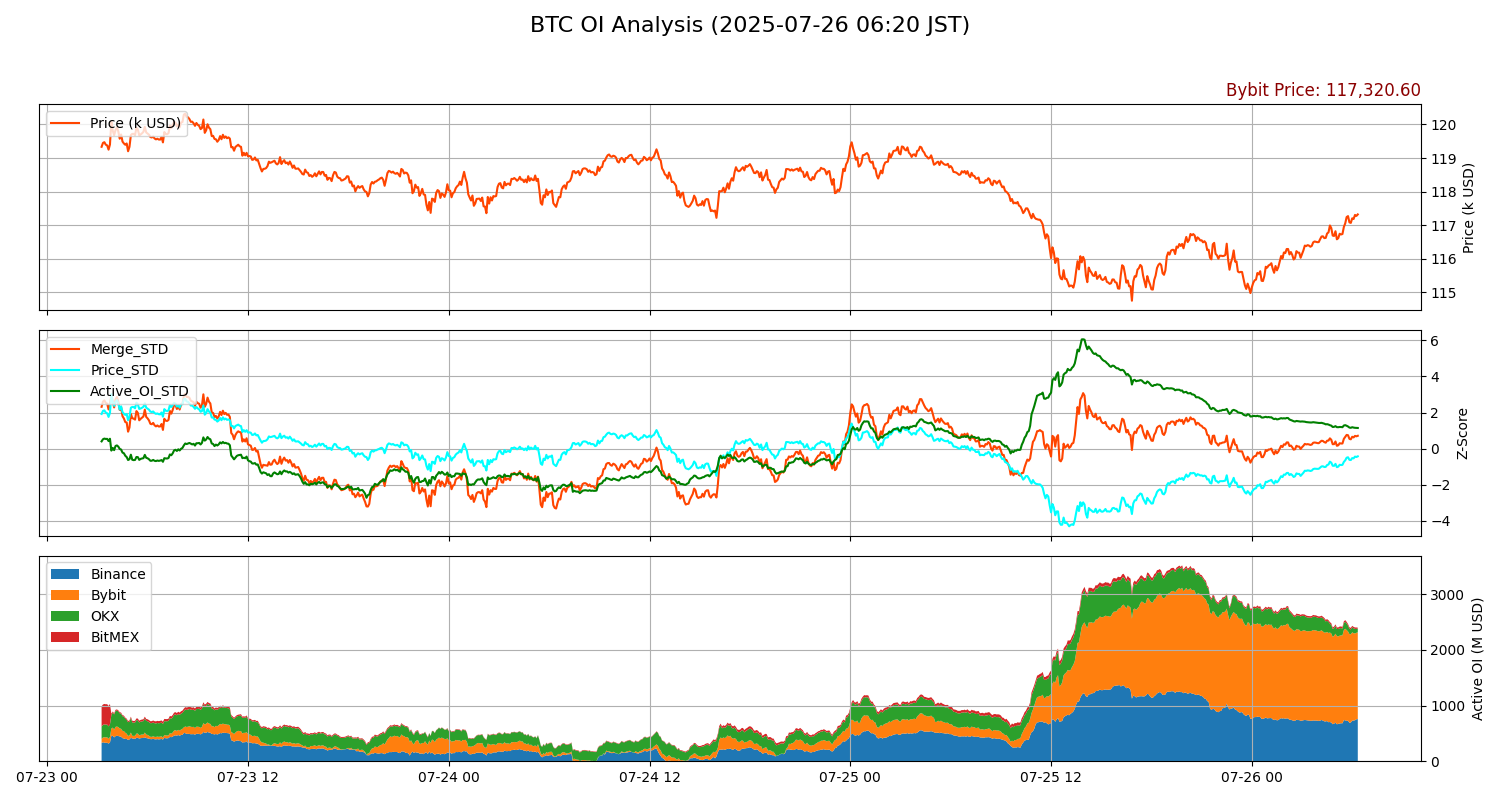 BTC OI Analysis (2025-07-26 06:20 JST)
Bybit Price: 117,320.60
Price (k USD)
120
119
118
117
116
115
Price (k USD)
Merge_STD
Price_STD
Active_OI_STD
6
4
2
0
−2
−4
Z-Score
Binance
Bybit
OKX
BitMEX
3000
2000
1000
0
Active OI (M USD)
07-23 00
07-23 12
07-24 00
07-24 12
07-25 00
07-25 12
07-26 00